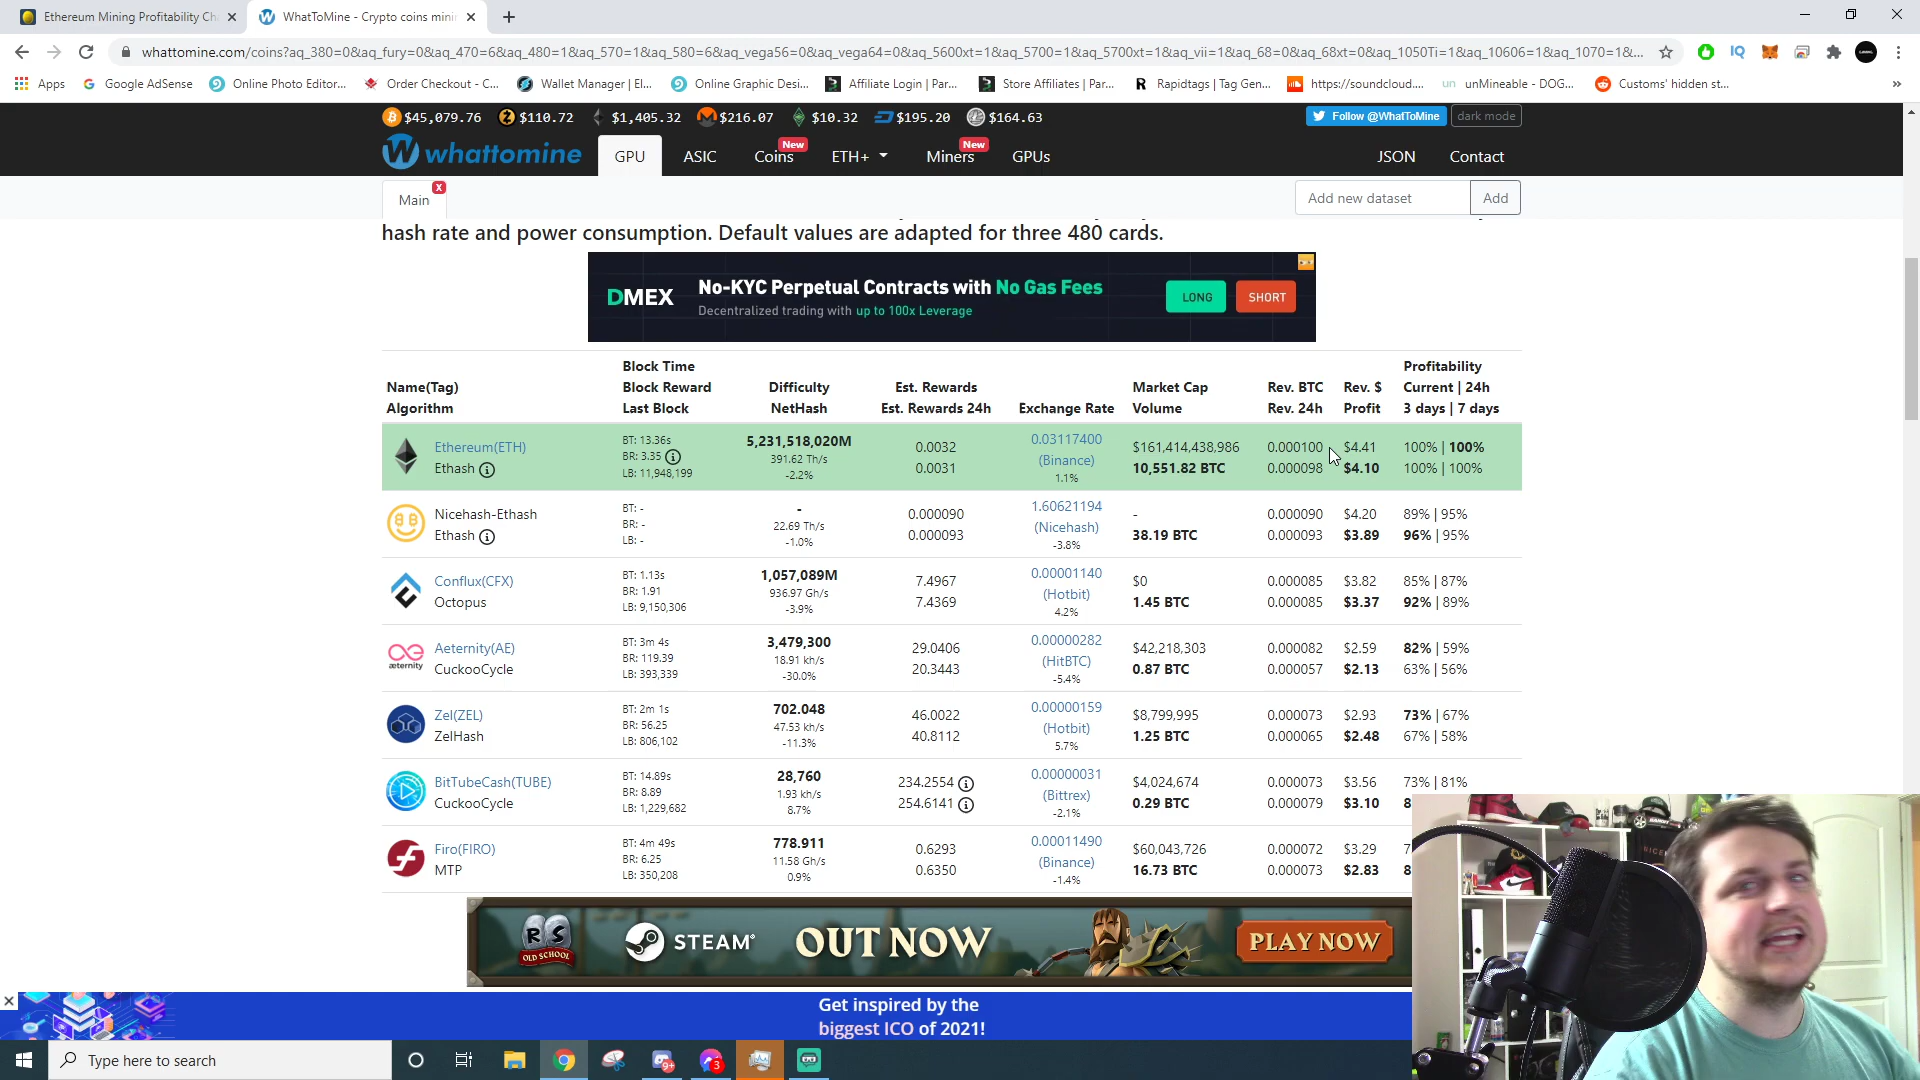 Ethereum Mining Profitability Ch
WhatToMine - Crypto coins mini
whattomine.com/coins?aq_380=0&aq_fury=0&aq_470=6&aq_480=1&aq_570=1&aq_580=6&aq_vega56=0&aq_vega64=0&aq_5600xt=1&aq_5700=1&aq_5700xt=1&aq_vii=1&aq_68=0&aq_68xt=0&aq_1050Ti=1&aq_10606=1&aq_1070=1&...
Apps Google AdSense Online Photo Editor... Order Checkout - C... Wallet Manager | El... Online Graphic Desi... Affiliate Login | Par... Store Affiliates | Par... Rapidtags | Tag Gen... https://soundcloud.... un unMineable - DOG... Customs' hidden st... »
$45,079.76 $110.72 $1,405.32 $216.07 $10.32 $195.20 $164.63 Follow @WhatToMine dark mode
whattomine GPU ASIC Coins New ETH+ Miners New GPUs JSON Contact
Main x Add new dataset Add
hash rate and power consumption. Default values are adapted for three 480 cards.
DMEX No-KYC Perpetual Contracts with No Gas Fees LONG SHORT
Decentralized trading with up to 100x Leverage
Block Time Profitability
Name(Tag) Block Reward Difficulty Est. Rewards Market Cap Rev. BTC Rev. $ Current | 24h
Algorithm Last Block NetHash Est. Rewards 24h Exchange Rate Volume Rev. 24h Profit 3 days | 7 days
Ethereum(ETH) BT: 13.36s 5,231,518,020M 0.0032 0.03117400 $161,414,438,986 0.000100 $4.41 100% | 100%
Ethash BR: 3.35 391.62 Th/s 0.0031 (Binance) 10,551.82 BTC 0.000098 $4.10 100% | 100%
LB: 11,948,199 -2.2% 1.1%
Nicehash-Ethash BT: - - 0.000090 1.60621194 - 0.000090 $4.20 89% | 95%
Ethash BR: - 22.69 Th/s 0.000093 (Nicehash) 38.19 BTC 0.000093 $3.89 96% | 95%
LB: - -1.0% -3.8%
Conflux(CFX) BT: 1.13s 1,057,089M 7.4967 0.00001140 $0 0.000085 $3.82 85% | 87%
Octopus BR: 1.91 936.97 Gh/s 7.4369 (Hotbit) 1.45 BTC 0.000085 $3.37 92% | 89%
LB: 9,150,306 -3.9% 4.2%
Aeternity(AE) BT: 3m 4s 3,479,300 29.0406 0.00000282 $42,218,303 0.000082 $2.59 82% | 59%
æternity CuckooCycle BR: 119.39 18.91 kh/s 20.3443 (HitBTC) 0.87 BTC 0.000057 $2.13 63% | 56%
LB: 393,339 -30.0% -5.4%
Zel(ZEL) BT: 2m 1s 702.048 46.0022 0.00000159 $8,799,995 0.000073 $2.93 73% | 67%
ZelHash BR: 56.25 47.53 kh/s 40.8112 (Hotbit) 1.25 BTC 0.000065 $2.48 67% | 58%
LB: 806,102 -11.3% 5.7%
BitTubeCash(TUBE) BT: 14.89s 28,760 234.2554 0.00000031 $4,024,674 0.000073 $3.56 73% | 81%
CuckooCycle BR: 8.89 1.93 kh/s 254.6141 (Bittrex) 0.29 BTC 0.000079 $3.10 8
LB: 1,229,682 8.7% -2.1%
Firo(FIRO) BT: 4m 49s 778.911 0.6293 0.00011490 $60,043,726 0.000072 $3.29 7
MTP BR: 6.25 11.58 Gh/s 0.6350 (Binance) 16.73 BTC 0.000073 $2.83 8
LB: 350,208 0.9% -1.4%
RS OLD SCHOOL STEAM OUT NOW PLAY NOW
Get inspired by the
biggest ICO of 2021!
Type here to search 9+ 3